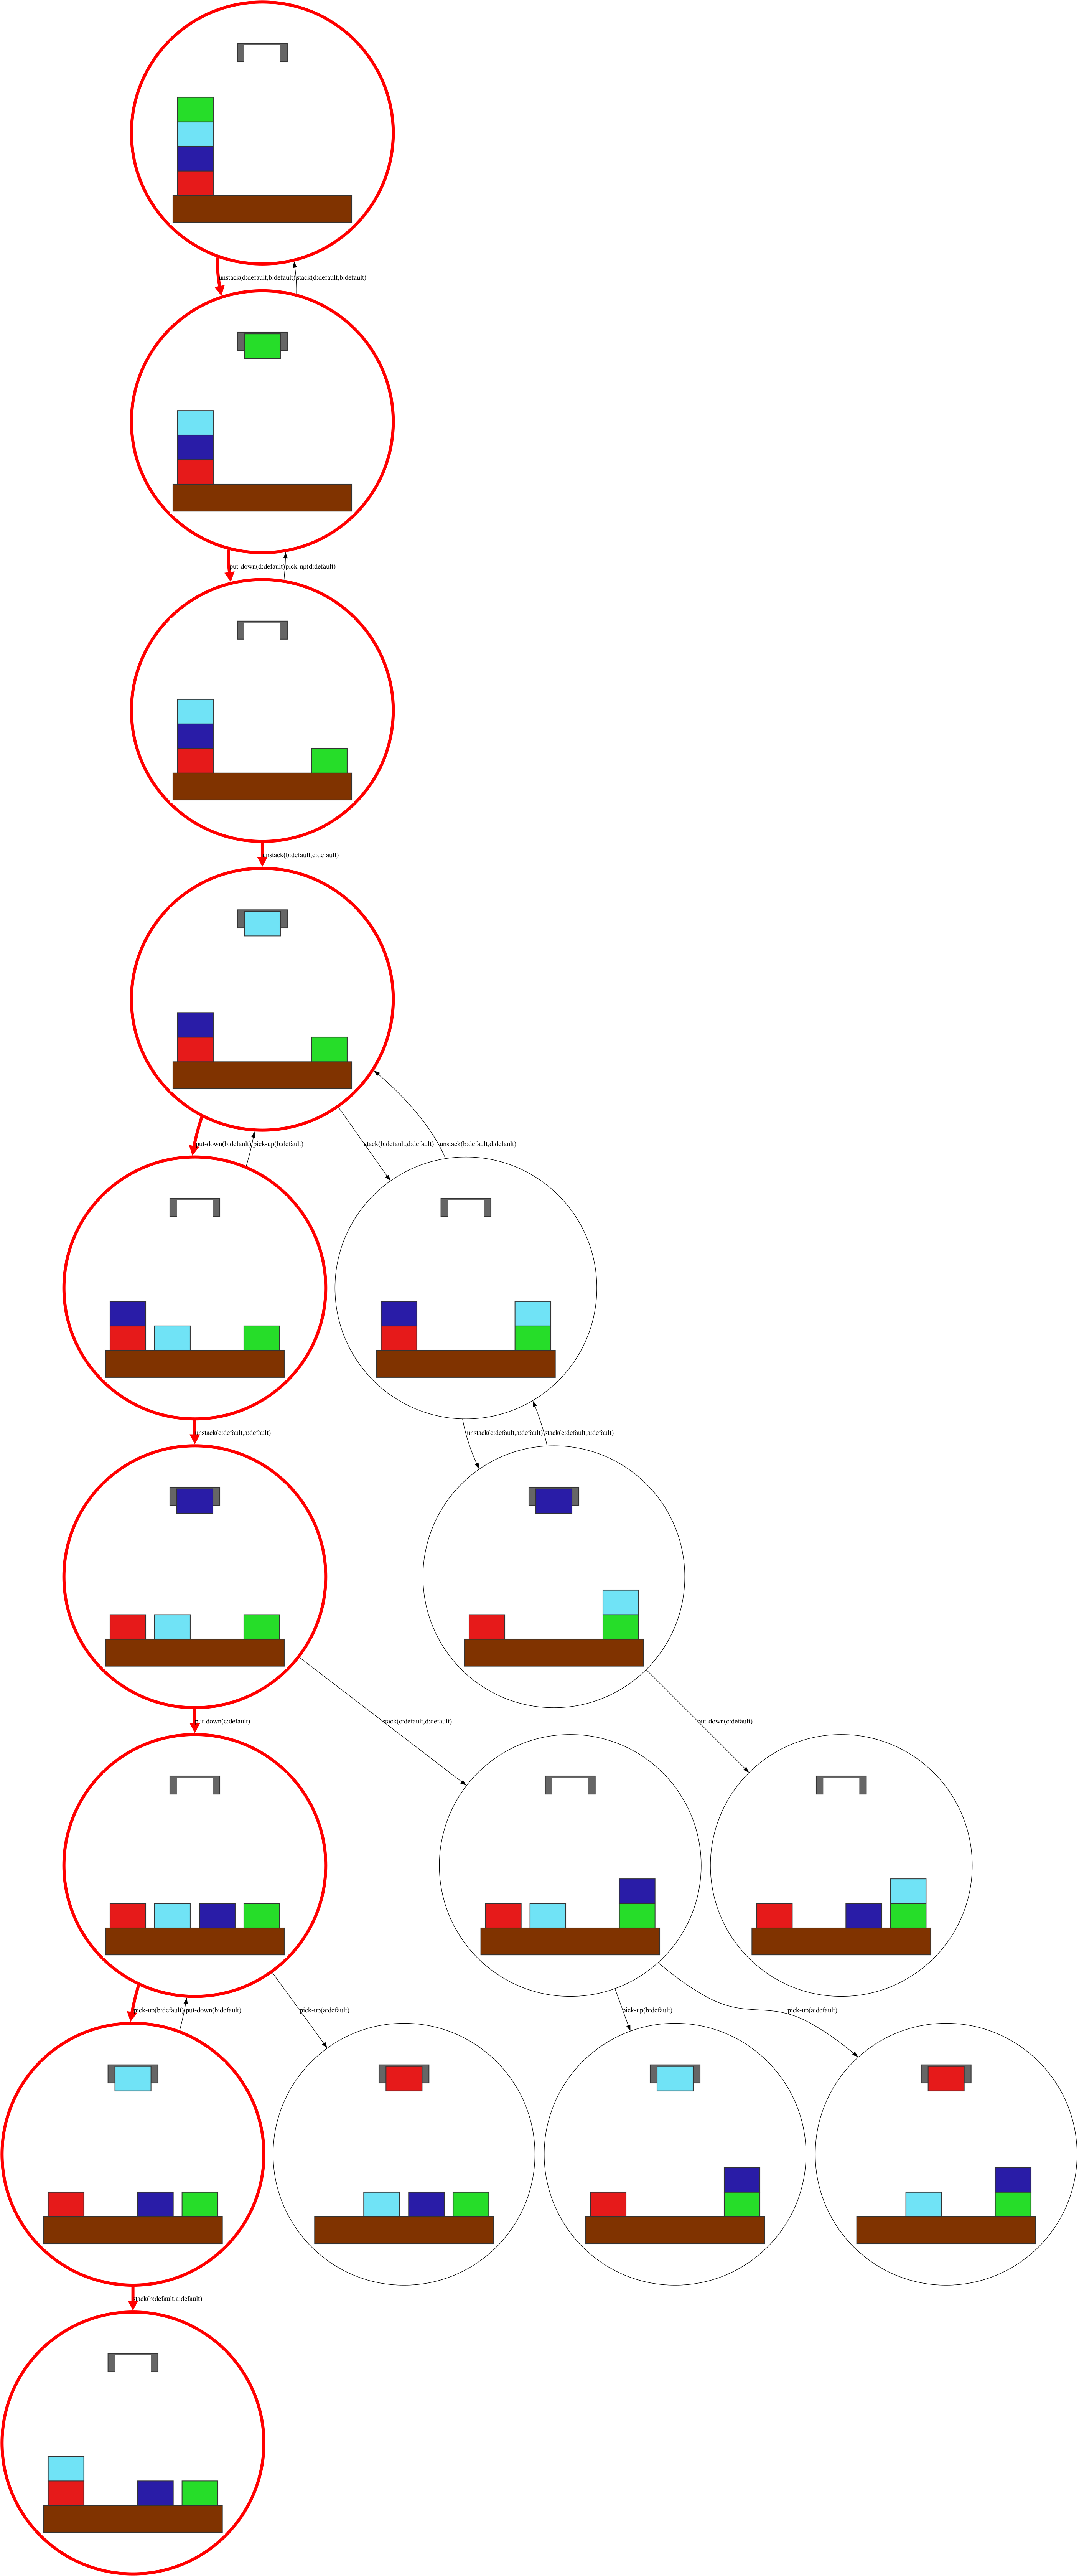 unstack(d:default,b:default)
stack(d:default,b:default)
put-down(d:default)
pick-up(d:default)
unstack(b:default,c:default)
put-down(b:default)
pick-up(b:default)
stack(b:default,d:default)
unstack(b:default,d:default)
unstack(c:default,a:default)
unstack(c:default,a:default)
stack(c:default,a:default)
put-down(c:default)
stack(c:default,d:default)
put-down(c:default)
pick-up(b:default)
put-down(b:default)
pick-up(a:default)
pick-up(b:default)
pick-up(a:default)
stack(b:default,a:default)